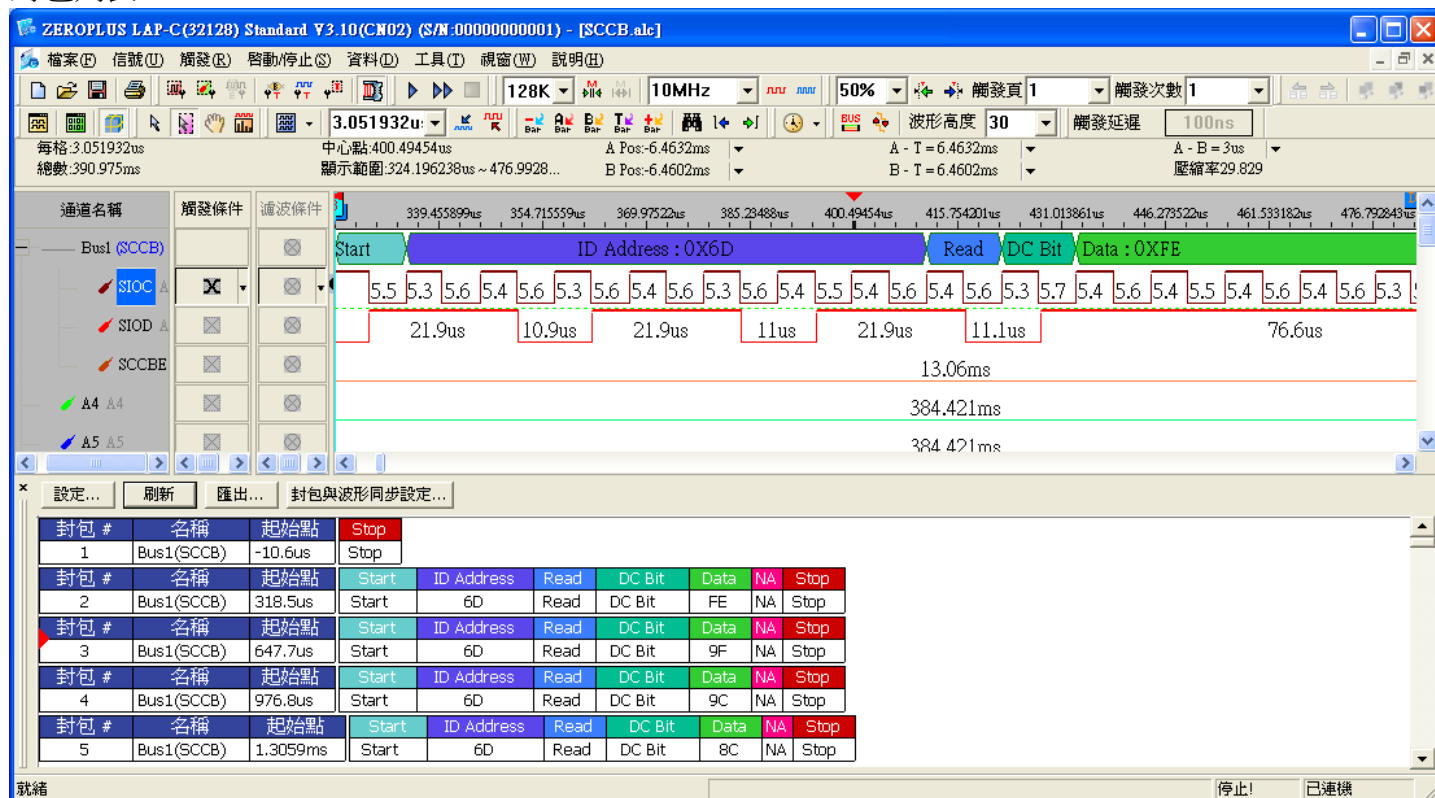 ZEROPLUS LAP-C(32128) Standard V3.10(CN02) (S/N:00000000001) - [SCCB.alc]
檔案(F) 信號(U) 觸發(R) 啟動/停止(S) 資料(D) 工具(T) 視窗(W) 說明(H)
128K 10MHz 50% 觸發頁 1 觸發次數 1
3.051932u: Bar Bar Bar Bar Bar BUS 波形高度 30 觸發延遲 100ns
每格:3.051932us 中心點:400.49454us A Pos:-6.4632ms A - T = 6.4632ms A - B = 3us
總數:390.975ms 顯示範圍:324.196238us ~ 476.9928... B Pos:-6.4602ms B - T = 6.4602ms 壓縮率29.829
通道名稱 觸發條件 濾波條件 339.455899us 354.715559us 369.97522us 385.23488us 400.49454us 415.754201us 431.013861us 446.273522us 461.533182us 476.792843us
Bus1 (SCCB) Start ID Address : 0X6D Read DC Bit Data : 0XFE
SIOC A 5.5 5.3 5.6 5.4 5.6 5.3 5.6 5.4 5.6 5.3 5.6 5.4 5.5 5.4 5.6 5.4 5.6 5.3 5.7 5.4 5.6 5.4 5.5 5.4 5.6 5.4 5.6 5.3
SIOD A 21.9us 10.9us 21.9us 11us 21.9us 11.1us 76.6us
SCCBE 13.06ms
A4 A4 384.421ms
A5 A5 384.421ms
設定... 刷新 匯出... 封包與波形同步設定...
封包 # 名稱 起始點 Stop
1 Bus1(SCCB) -10.6us Stop
封包 # 名稱 起始點 Start ID Address Read DC Bit Data NA Stop
2 Bus1(SCCB) 318.5us Start 6D Read DC Bit FE NA Stop
封包 # 名稱 起始點 Start ID Address Read DC Bit Data NA Stop
3 Bus1(SCCB) 647.7us Start 6D Read DC Bit 9F NA Stop
封包 # 名稱 起始點 Start ID Address Read DC Bit Data NA Stop
4 Bus1(SCCB) 976.8us Start 6D Read DC Bit 9C NA Stop
封包 # 名稱 起始點 Start ID Address Read DC Bit Data NA Stop
5 Bus1(SCCB) 1.3059ms Start 6D Read DC Bit 8C NA Stop
就緒 停止! 已連機